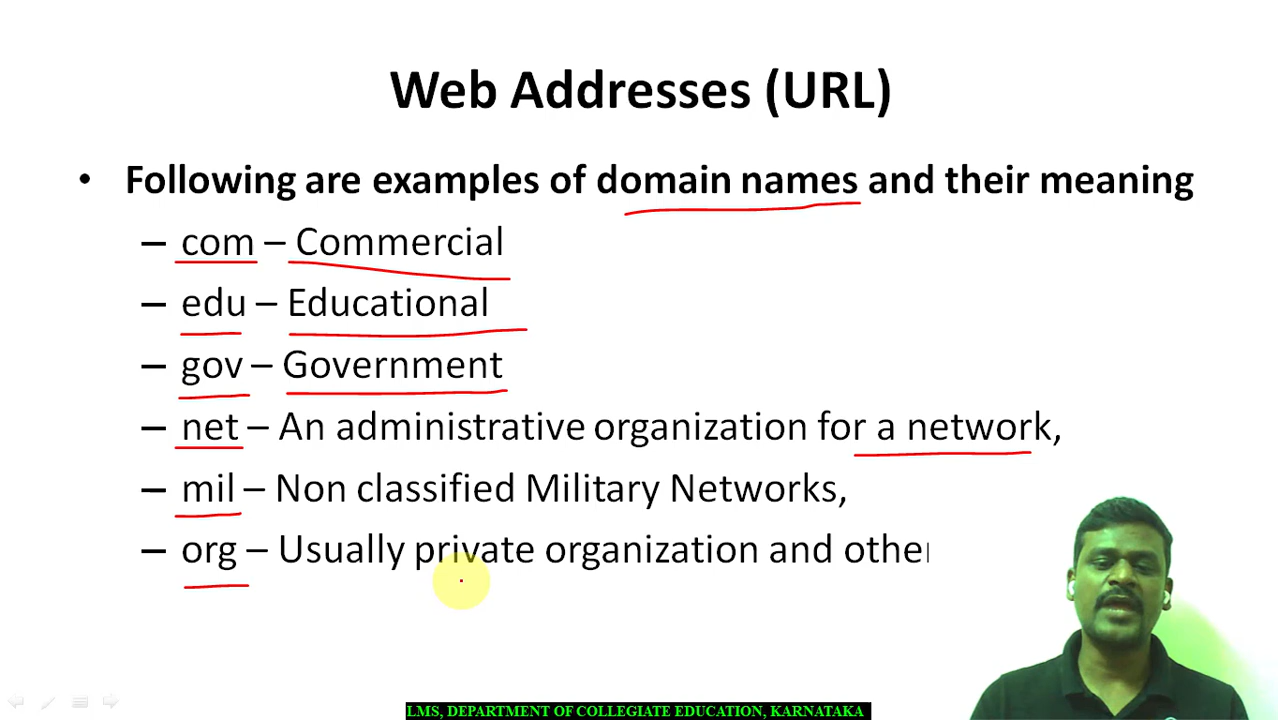 Web Addresses (URL)
• Following are examples of domain names and their meaning
– com – Commercial
– edu – Educational
– gov – Government
– net – An administrative organization for a network,
– mil – Non classified Military Networks,
– org – Usually private organization and other
LMS, DEPARTMENT OF COLLEGIATE EDUCATION, KARNATAKA